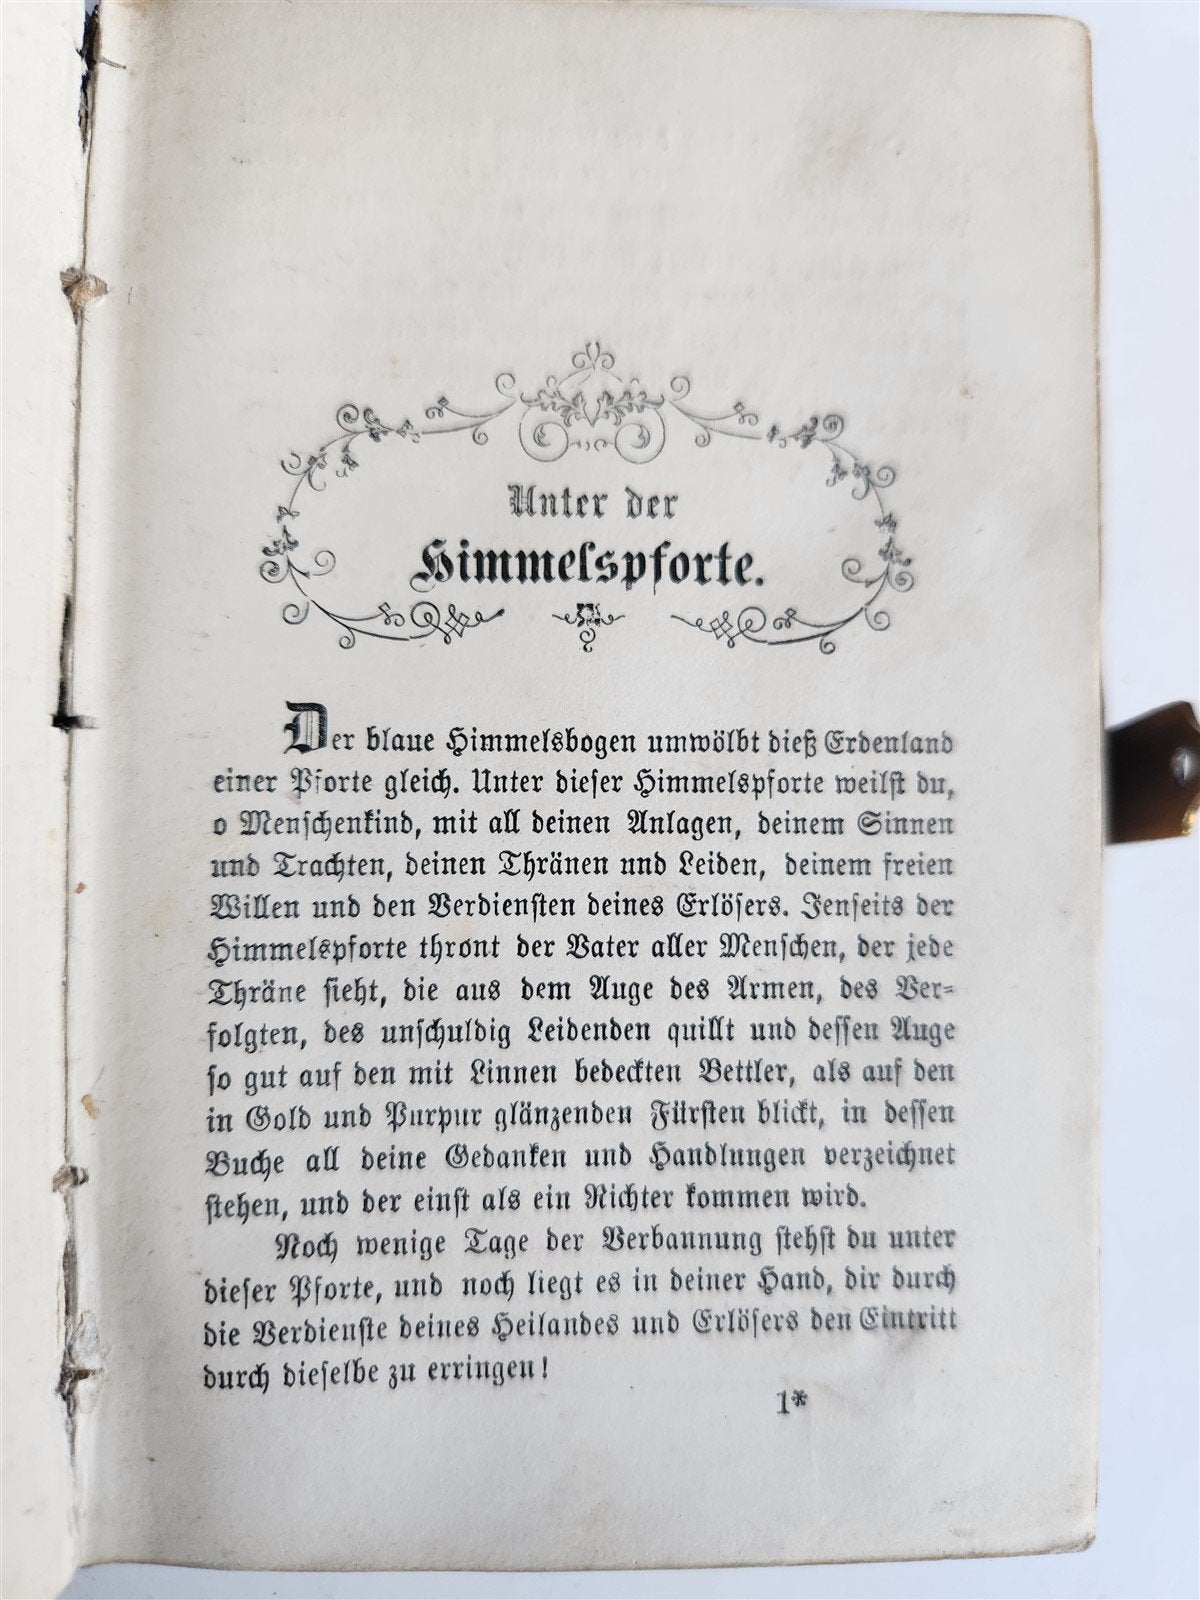 Unter der
Himmelspforte.
Der blaue Himmelsbogen umwölbt dieß Erdenland
einer Pforte gleich. Unter dieser Himmelspforte weilst du,
o Menschenkind, mit all deinen Anlagen, deinem Sinnen
und Trachten, deinen Thränen und Leiden, deinem freien
Willen und den Verdiensten deines Erlösers. Jenseits der
Himmelspforte thront der Vater aller Menschen, der jede
Thräne sieht, die aus dem Auge des Armen, des Ver-
folgten, des unschuldig Leidenden quillt und dessen Auge
so gut auf den mit Linnen bedeckten Bettler, als auf den
in Gold und Purpur glänzenden Fürsten blickt, in dessen
Buche all deine Gedanken und Handlungen verzeichnet
stehen, und der einst als ein Richter kommen wird.
Noch wenige Tage der Verbannung stehst du unter
dieser Pforte, und noch liegt es in deiner Hand, dir durch
die Verdienste deines Heilandes und Erlösers den Eintritt
durch dieselbe zu erringen!
1*